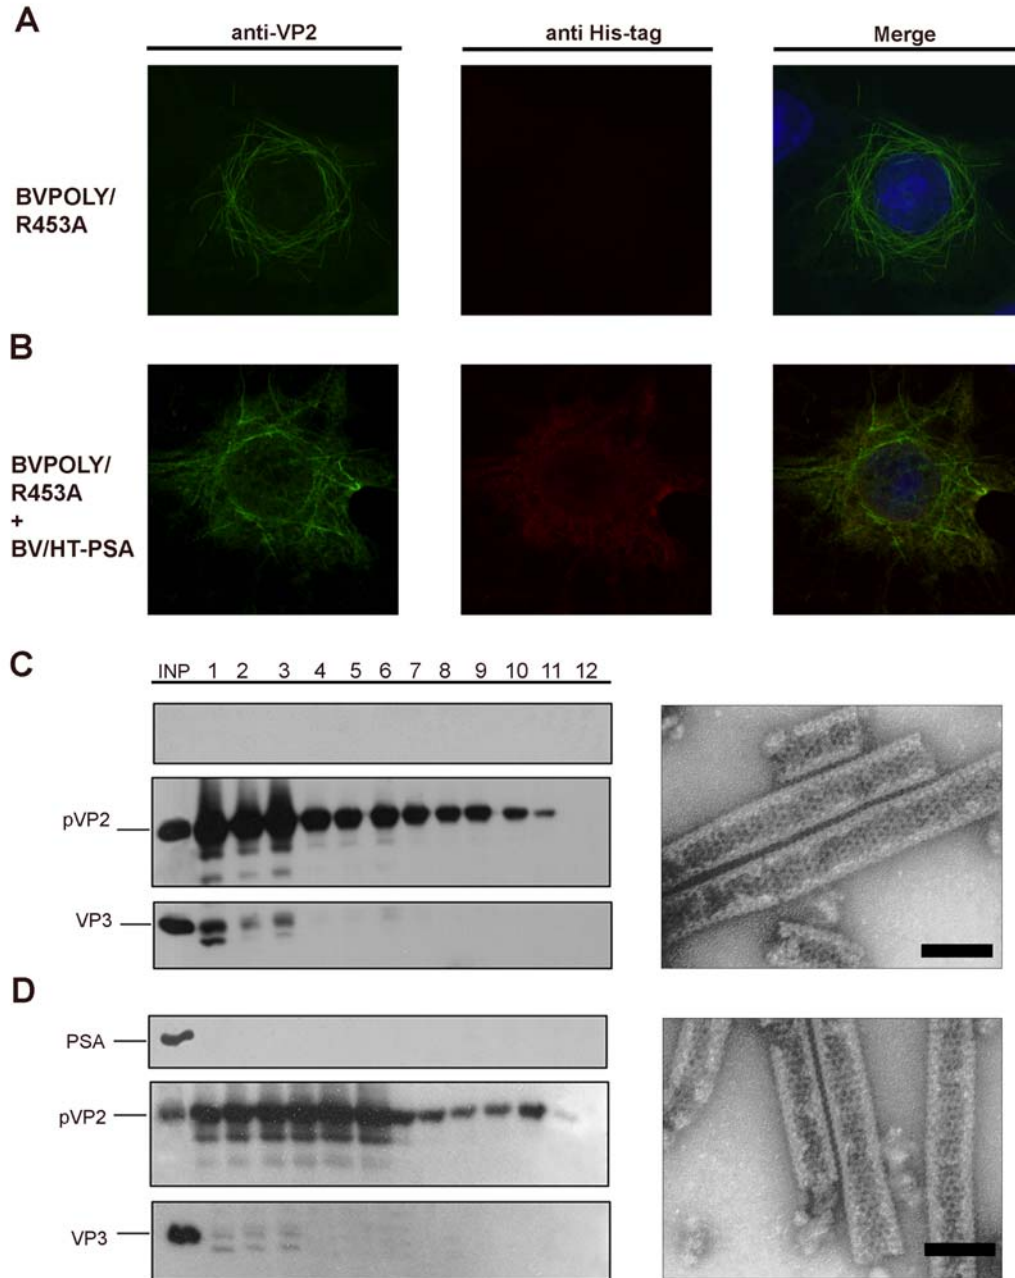 A
anti-VP2 anti His-tag Merge
BVPOLY/
R453A
B
BVPOLY/
R453A
+
BV/HT-PSA
C
INP 1 2 3 4 5 6 7 8 9 10 11 12
pVP2
VP3
D
PSA
pVP2
VP3